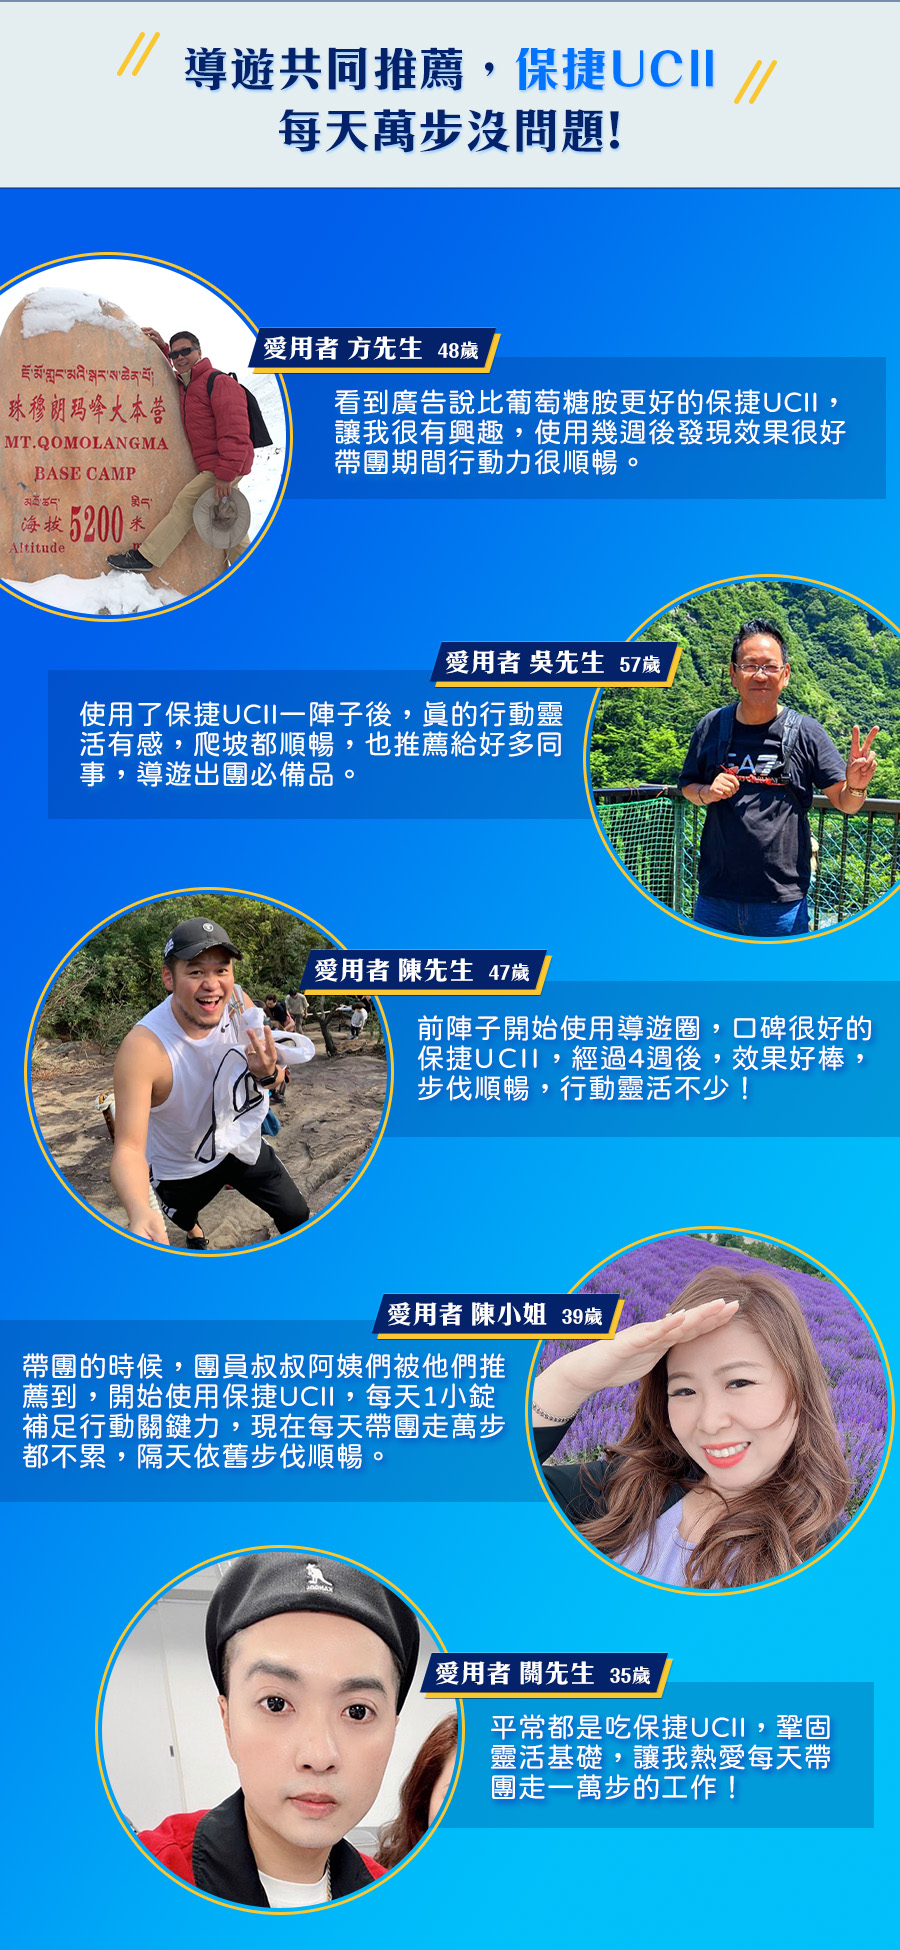 導遊共同推薦，保捷UCII
每天萬步沒問題!
ཇོ་མོ་གླང་མའི་སྒར་ས་ཆེན་པོ།
珠穆朗玛峰大本营
MT.QOMOLANGMA
BASE CAMP
海拔 5200 米
Altitude
愛用者 方先生 48歲
看到廣告說比葡萄糖胺更好的保捷UCII，
讓我很有興趣，使用幾週後發現效果很好
帶團期間行動力很順暢。
愛用者 吳先生 57歲
使用了保捷UCII一陣子後，真的行動靈
活有感，爬坡都順暢，也推薦給好多同
事，導遊出團必備品。
愛用者 陳先生 47歲
前陣子開始使用導遊圈，口碑很好的
保捷UCII，經過4週後，效果好棒，
步伐順暢，行動靈活不少！
愛用者 陳小姐 39歲
帶團的時候，團員叔叔阿姨們被他們推
薦到，開始使用保捷UCII，每天1小錠
補足行動關鍵力，現在每天帶團走萬步
都不累，隔天依舊步伐順暢。
愛用者 關先生 35歲
平常都是吃保捷UCII，鞏固
靈活基礎，讓我熱愛每天帶
團走一萬步的工作！